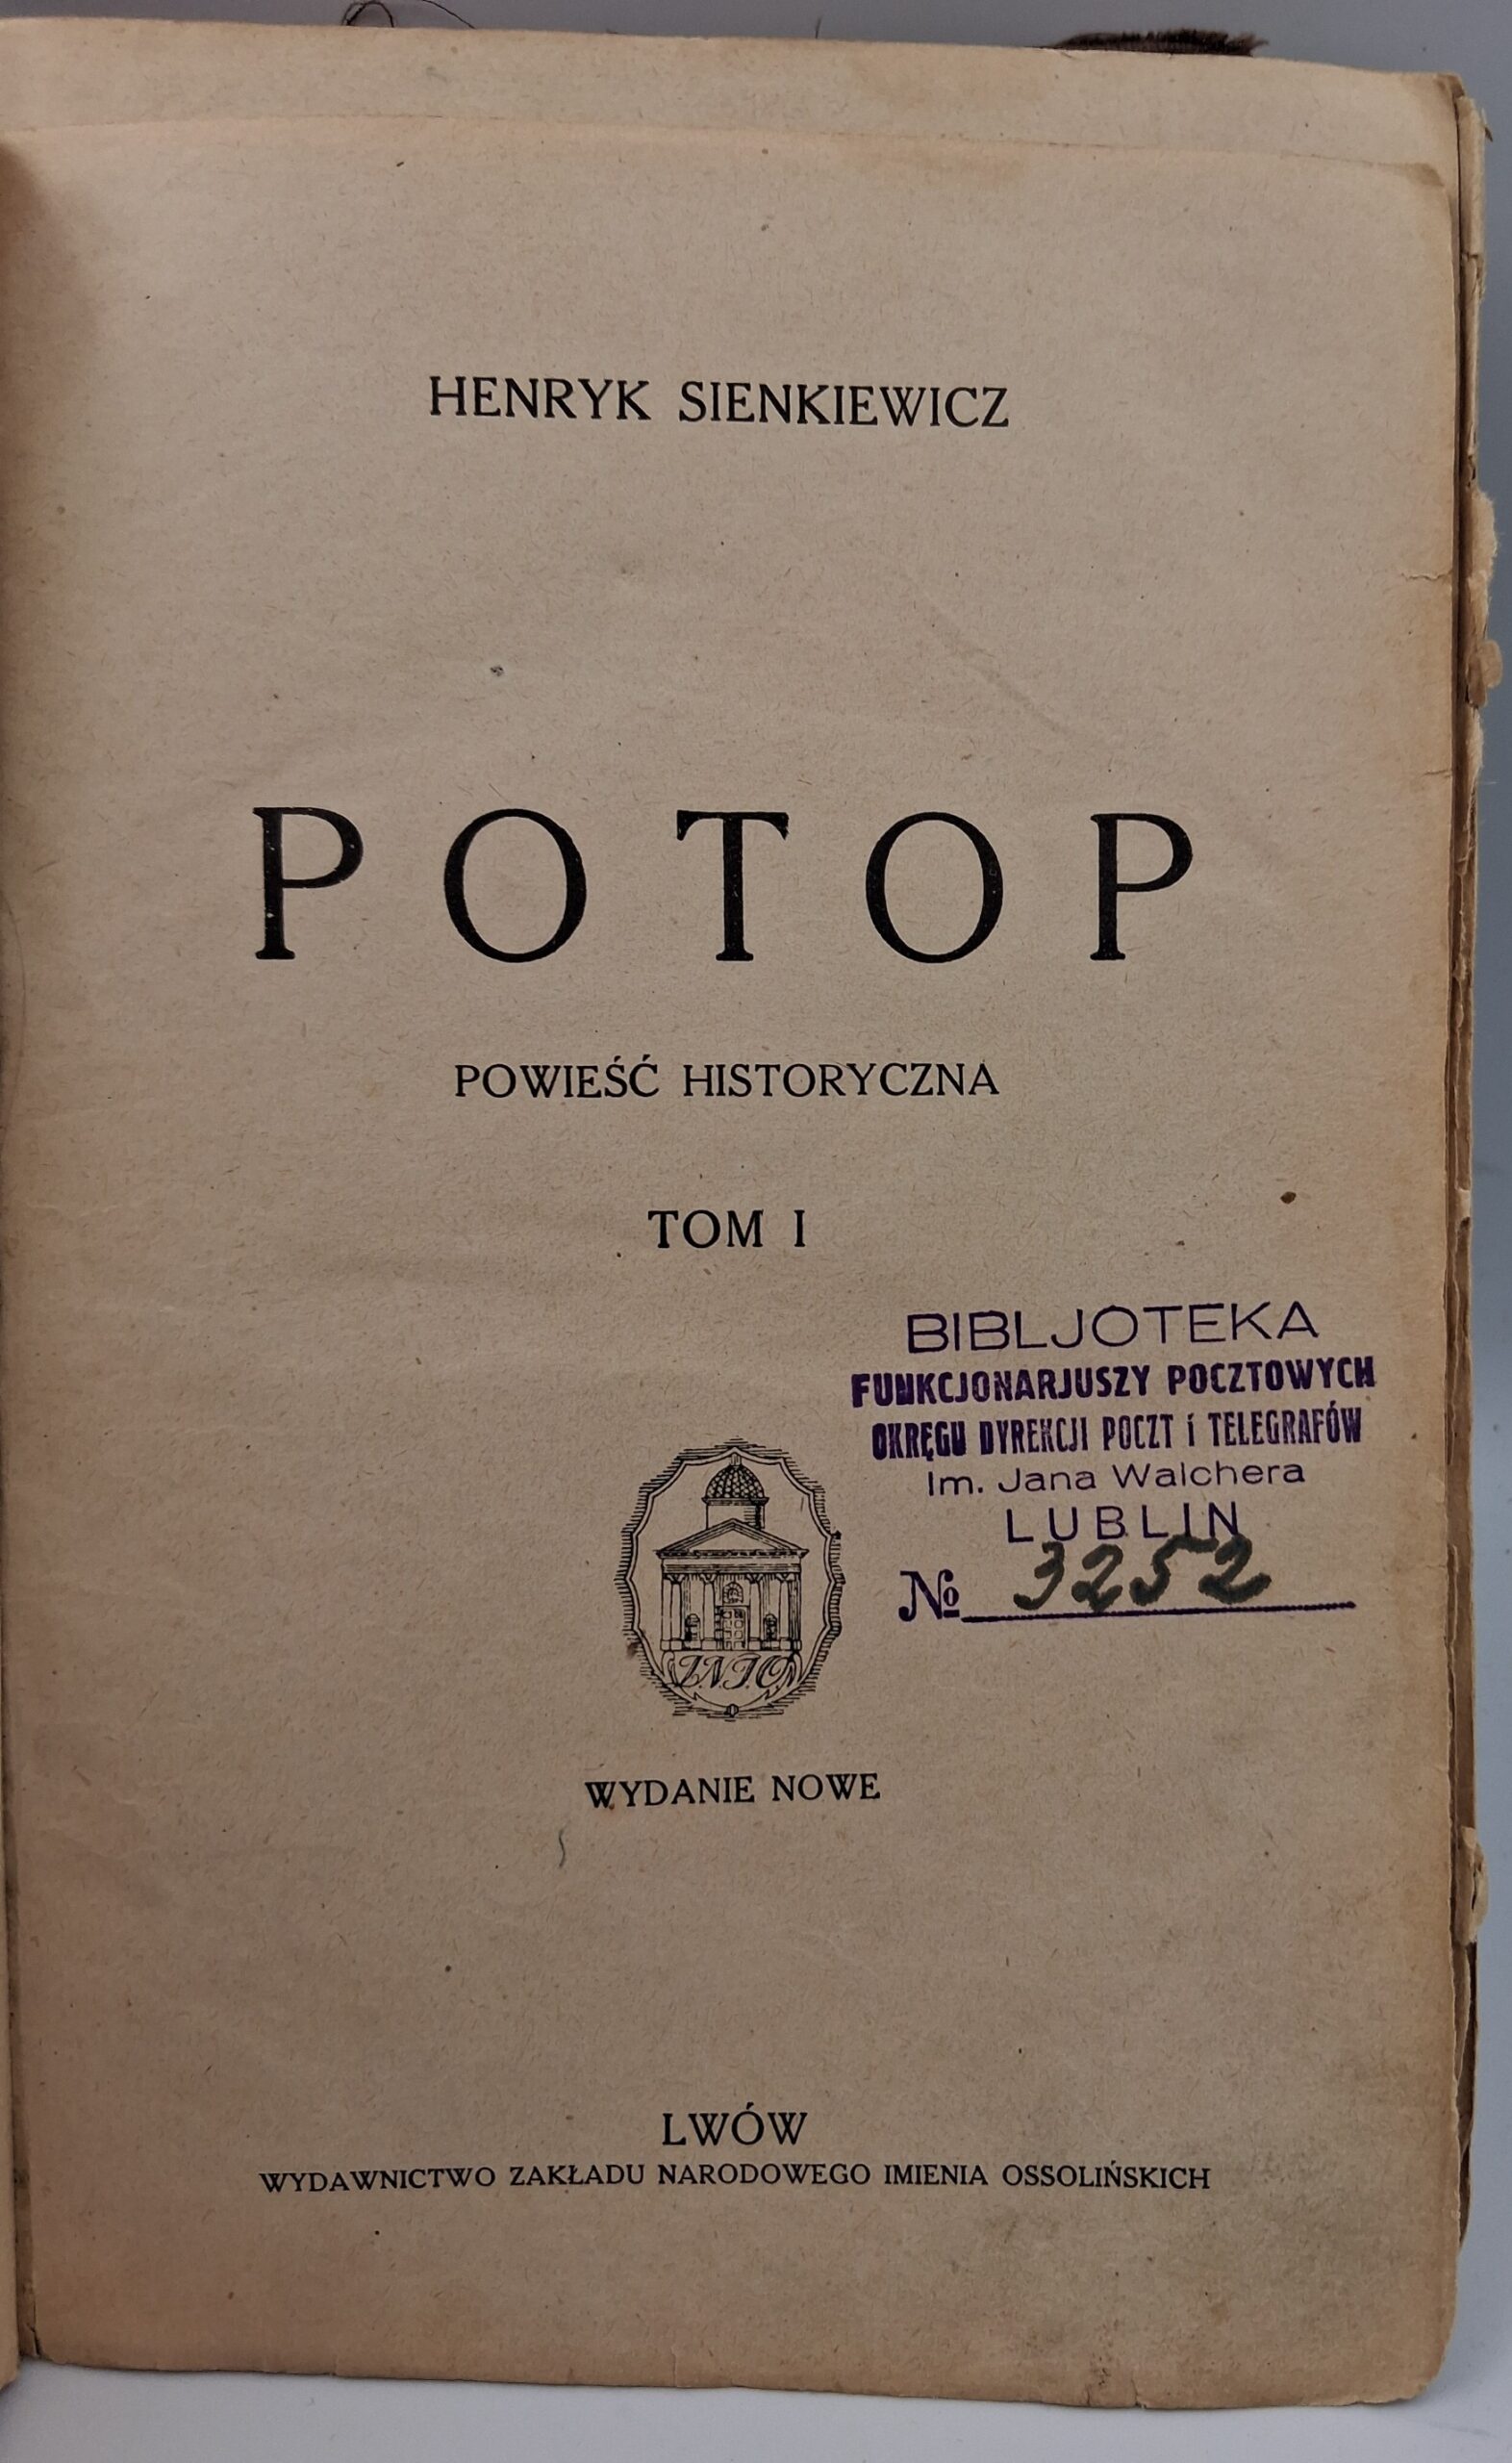 HENRYK SIENKIEWICZ
POTOP
POWIEŚĆ HISTORYCZNA
TOM I
BIBLJOTEKA
FUNKCJONARJUSZY POCZTOWYCH
OKRĘGU DYREKCJI POCZT i TELEGRAFÓW
Im. Jana Walchera
LUBLIN
№ 3252
Z.N.I.O.
WYDANIE NOWE
LWÓW
WYDAWNICTWO ZAKŁADU NARODOWEGO IMIENIA OSSOLIŃSKICH